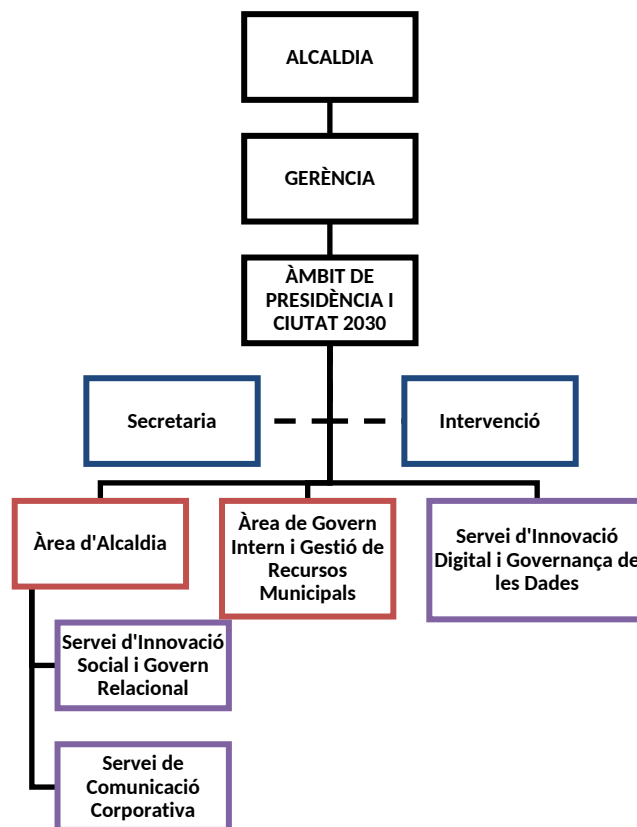 ALCALDIA
GERÈNCIA
ÀMBIT DE
PRESIDÈNCIA I
CIUTAT 2030
Secretaria
Intervenció
Àrea d'Alcaldia
Àrea de Govern
Intern i Gestió de
Recursos
Municipals
Servei d'Innovació
Digital i Governança de
les Dades
Servei d'Innovació
Social i Govern
Relacional
Servei de
Comunicació
Corporativa